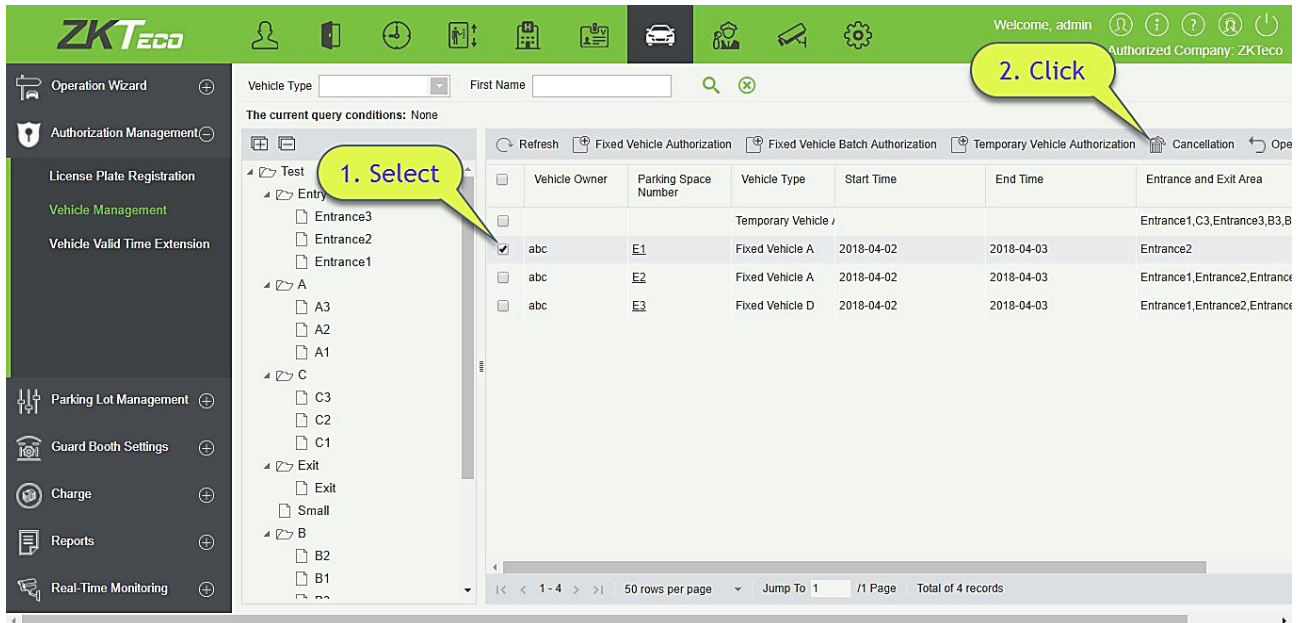 ZKTECO
Welcome, admin
Authorized Company: ZKTeco
2. Click
Operation Wizard
Authorization Management
License Plate Registration
Vehicle Management
Vehicle Valid Time Extension
Parking Lot Management
Guard Booth Settings
Charge
Reports
Real-Time Monitoring
Vehicle Type First Name
The current query conditions: None
1. Select
Test
Entry
Entrance3
Entrance2
Entrance1
A
A3
A2
A1
C
C3
C2
C1
Exit
Exit
Small
B
B2
B1
Refresh Fixed Vehicle Authorization Fixed Vehicle Batch Authorization Temporary Vehicle Authorization Cancellation Ope
Vehicle Owner Parking Space Number Vehicle Type Start Time End Time Entrance and Exit Area
Temporary Vehicle Entrance1,C3,Entrance3,B3,B
abc E1 Fixed Vehicle A 2018-04-02 2018-04-03 Entrance2
abc E2 Fixed Vehicle A 2018-04-02 2018-04-03 Entrance1,Entrance2,Entrance
abc E3 Fixed Vehicle D 2018-04-02 2018-04-03 Entrance1,Entrance2,Entrance
|< < 1-4 > >| 50 rows per page Jump To 1 /1 Page Total of 4 records